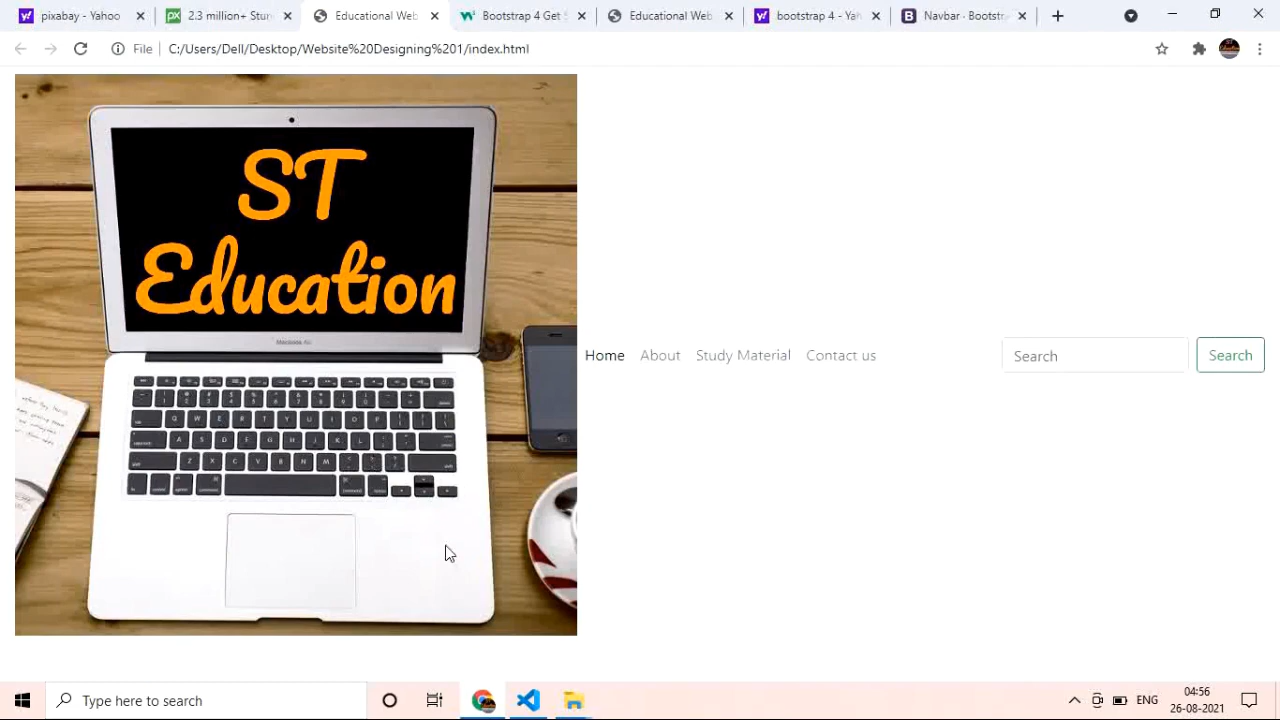 pixabay - Yahoo
2.3 million+ Stun
Educational Web
Bootstrap 4 Get S
Educational Web
bootstrap 4 - Yah
Navbar · Bootstra
File
C:/Users/Dell/Desktop/Website%20Designing%201/index.html
ST
Education
Home
About
Study Material
Contact us
Search
Search
Type here to search
ENG
04:56
26-08-2021